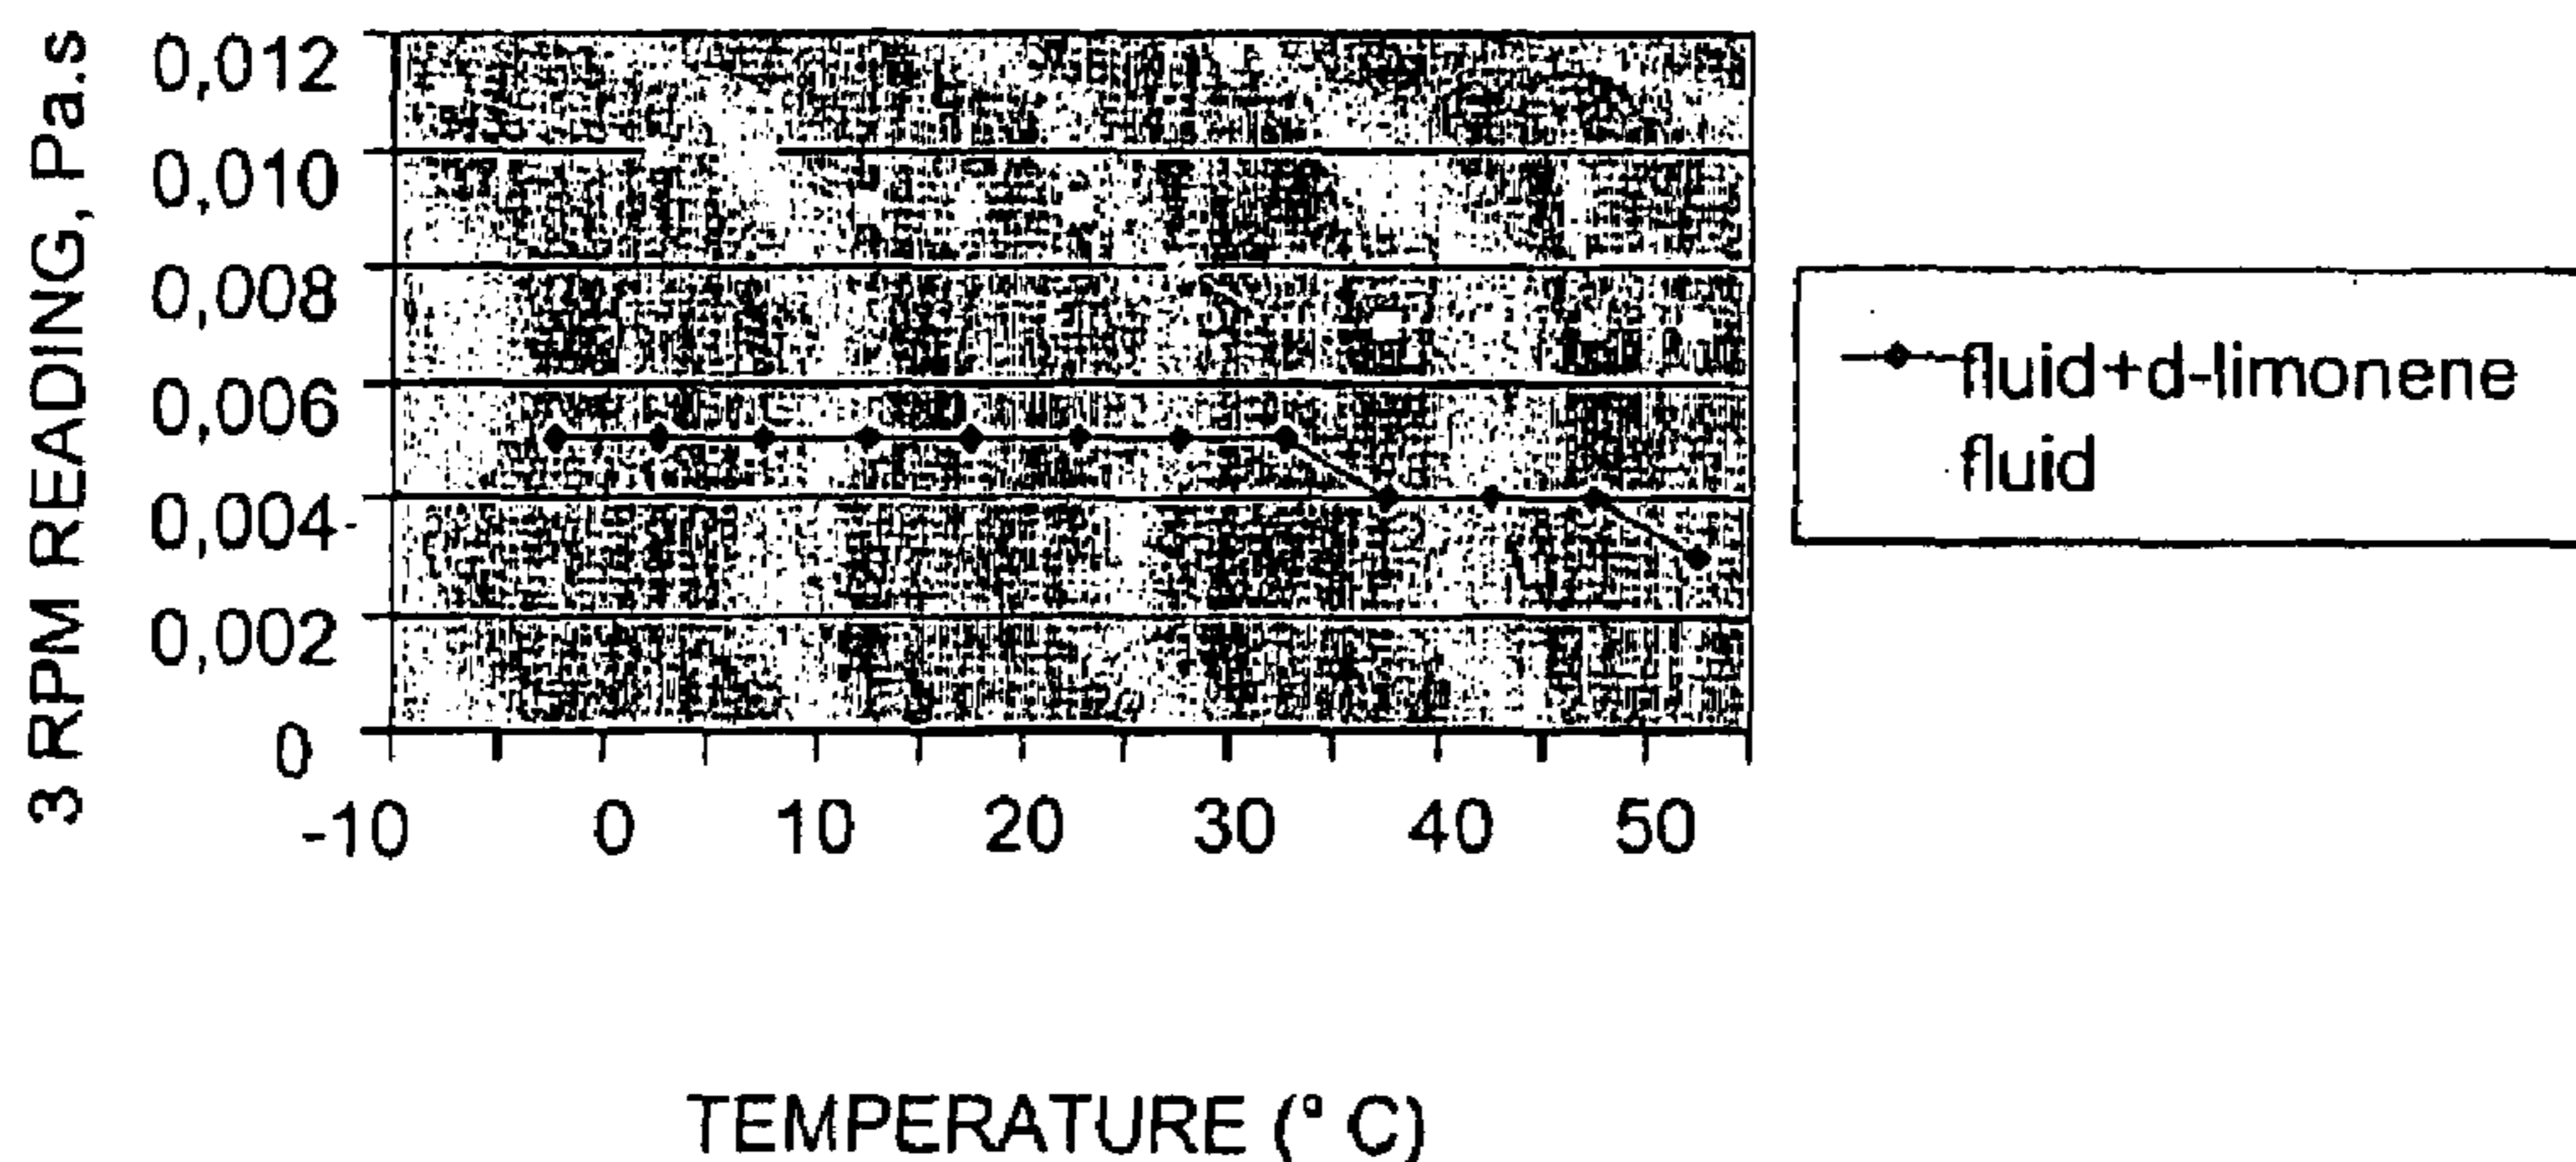 3 RPM READING, Pa.s
0,012
0,010
0,008
0,006
0,004
0,002
0
-10 0 10 20 30 40 50
TEMPERATURE (° C)
fluid+d-limonene
fluid